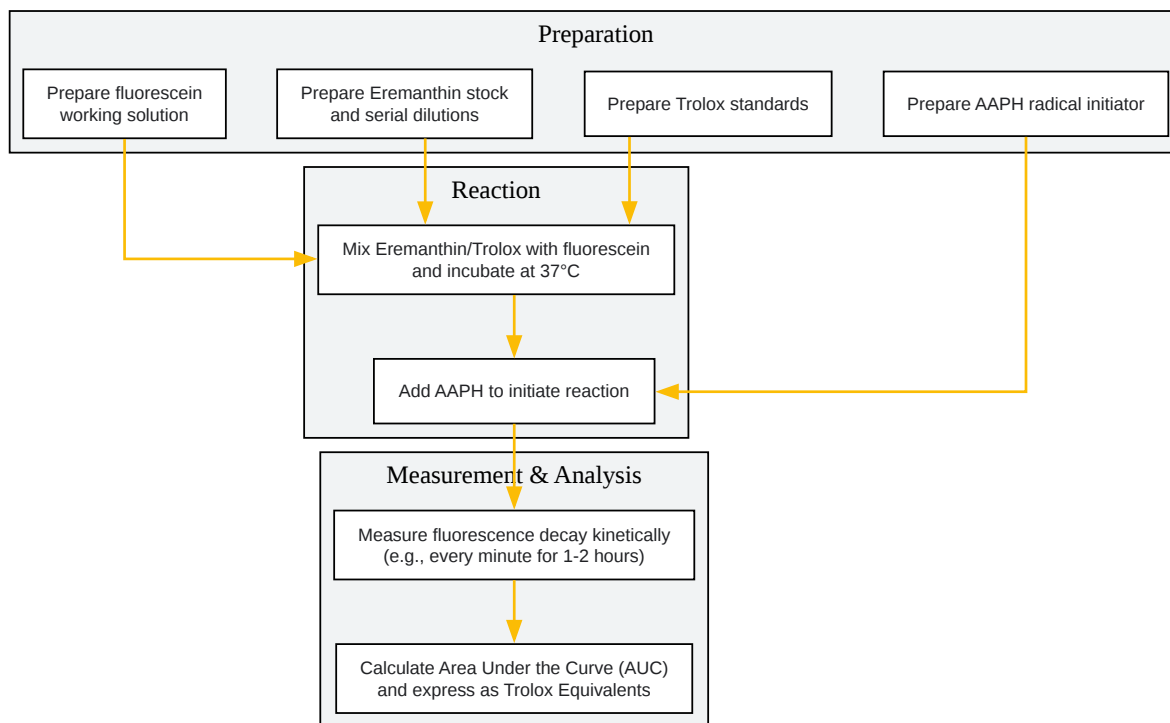 Preparation
Prepare fluorescein
working solution
Prepare Eremanthin stock
and serial dilutions
Prepare Trolox standards
Prepare AAPH radical initiator
Reaction
Mix Eremanthin/Trolox with fluorescein
and incubate at 37°C
Add AAPH to initiate reaction
Measurement & Analysis
Measure fluorescence decay kinetically
(e.g., every minute for 1-2 hours)
Calculate Area Under the Curve (AUC)
and express as Trolox Equivalents